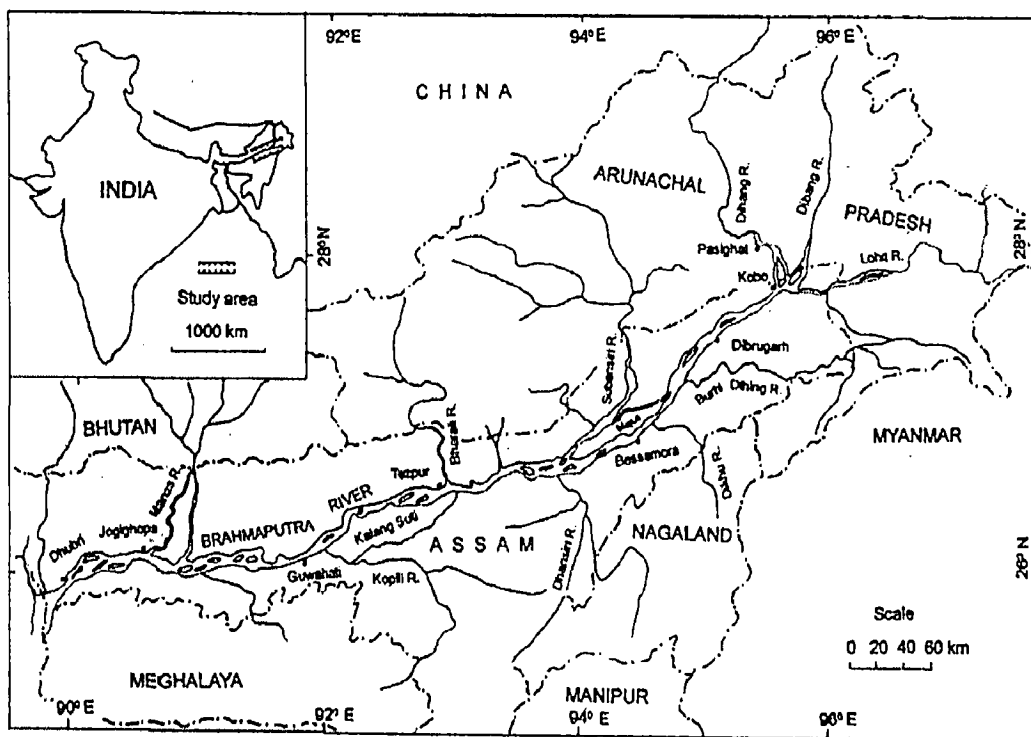 92° E
94° E
96° E
CHINA
INDIA
Study area
1000 km
28° N
28° N
ARUNACHAL
PRADESH
Dihang R.
Dibang R.
Pasighat
Kobo
Subansiri R.
Dibrugarh
Burhi Dihing R.
MYANMAR
BHUTAN
Manas R.
Bharali R.
Tezpur
Bessamora
Jogighopa
Dhubri
BRAHMAPUTRA
RIVER
Kalang Suti
ASSAM
NAGALAND
Dhansiri R.
Guwahati
Kopili R.
26° N
Scale
0 20 40 60 km
MEGHALAYA
MANIPUR
90° E
92° E
94° E
96° E